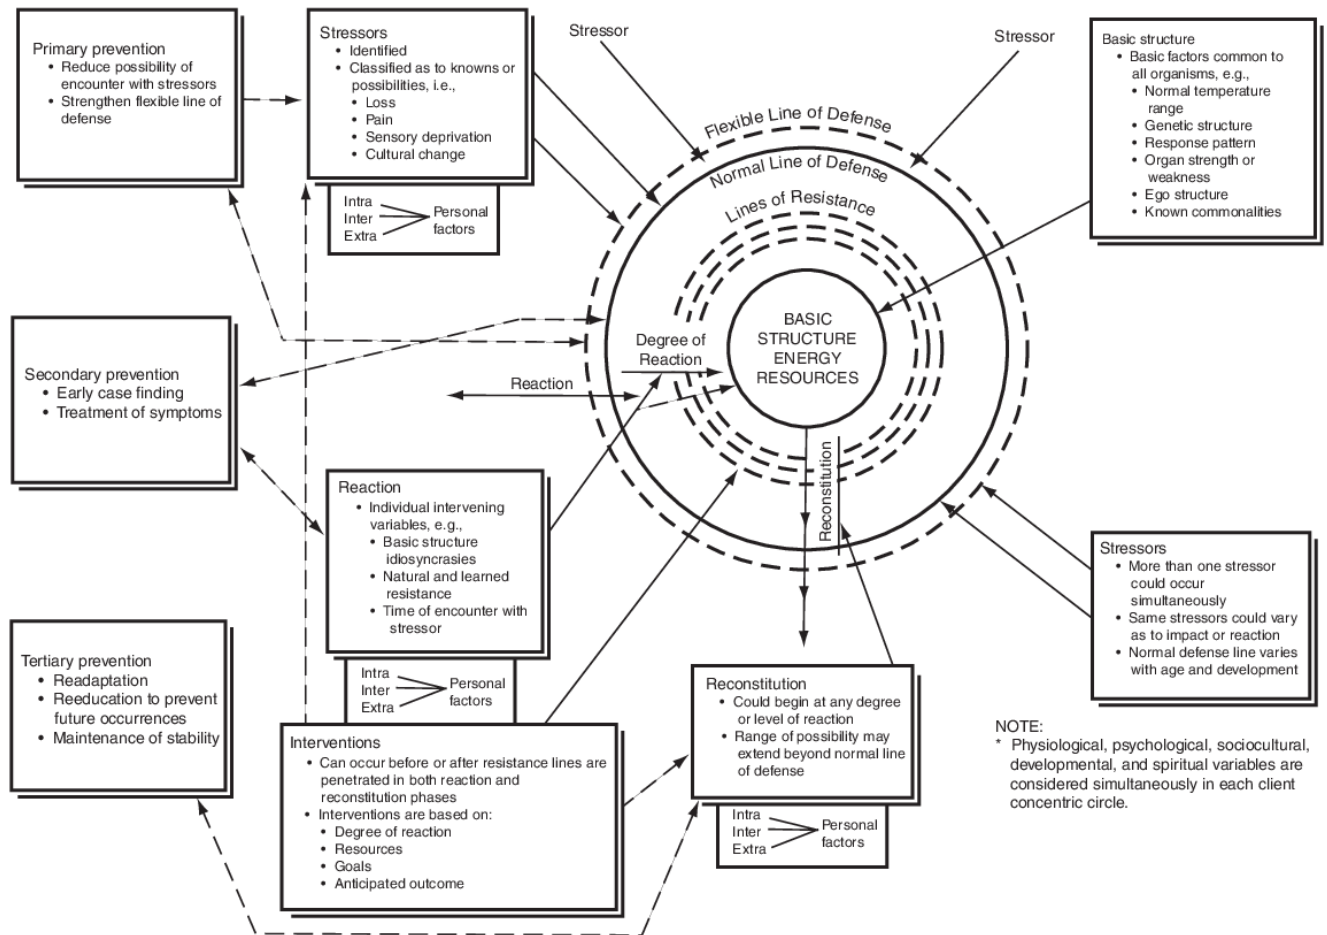 Primary prevention
• Reduce possibility of
encounter with stressors
• Strengthen flexible line of
defense
Stressors
• Identified
• Classified as to knowns or
possibilities, i.e.,
• Loss
• Pain
• Sensory deprivation
• Cultural change
Intra
Inter
Extra
Personal
factors
Stressor
Stressor
Basic structure
• Basic factors common to
all organisms, e.g.,
• Normal temperature
range
• Genetic structure
• Response pattern
• Organ strength or
weakness
• Ego structure
• Known commonalities
Flexible Line of Defense
Normal Line of Defense
Lines of Resistance
BASIC
STRUCTURE
ENERGY
RESOURCES
Degree of
Reaction
Reaction
Reconstitution
Secondary prevention
• Early case finding
• Treatment of symptoms
Reaction
• Individual intervening
variables, e.g.,
• Basic structure
idiosyncrasies
• Natural and learned
resistance
• Time of encounter with
stressor
Intra
Inter
Extra
Personal
factors
Stressors
• More than one stressor
could occur
simultaneously
• Same stressors could vary
as to impact or reaction
• Normal defense line varies
with age and development
Tertiary prevention
• Readaptation
• Reeducation to prevent
future occurrences
• Maintenance of stability
Interventions
• Can occur before or after resistance lines are
penetrated in both reaction and
reconstitution phases
• Interventions are based on:
• Degree of reaction
• Resources
• Goals
• Anticipated outcome
Reconstitution
• Could begin at any degree
or level of reaction
• Range of possibility may
extend beyond normal line
of defense
Intra
Inter
Extra
Personal
factors
NOTE:
* Physiological, psychological, sociocultural,
developmental, and spiritual variables are
considered simultaneously in each client
concentric circle.